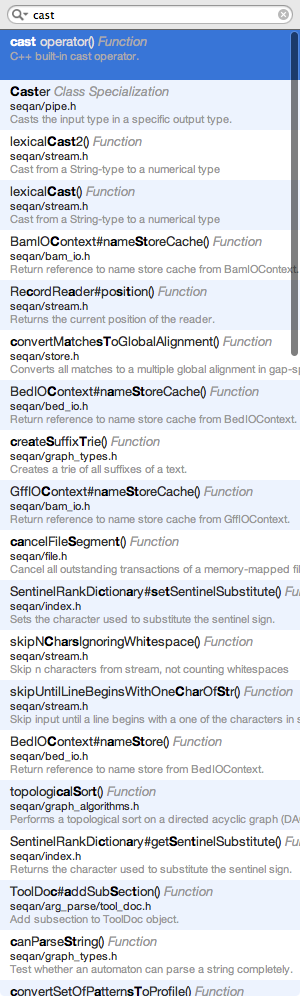 cast
cast operator() Function
C++ built-in cast operator.
Caster Class Specialization
seqan/pipe.h
Casts the input type in a specific output type.
lexicalCast2() Function
seqan/stream.h
Cast from a String-type to a numerical type
lexicalCast() Function
seqan/stream.h
Cast from a String-type to a numerical type
BamIOContext#nameStoreCache() Function
seqan/bam_io.h
Return reference to name store cache from BamIOContext.
RecordReader#position() Function
seqan/stream.h
Returns the current position of the reader.
convertMatchesToGlobalAlignment() Function
seqan/store.h
Converts all matches to a multiple global alignment in gap-sp
BedIOContext#nameStoreCache() Function
seqan/bed_io.h
Return reference to name store cache from BedIOContext.
createSuffixTrie() Function
seqan/graph_types.h
Creates a trie of all suffixes of a text.
GffIOContext#nameStoreCache() Function
seqan/bam_io.h
Return reference to name store cache from GffIOContext.
cancelFileSegment() Function
seqan/file.h
Cancel all outstanding transactions of a memory-mapped fil
SentinelRankDictionary#setSentinelSubstitute() Fu
seqan/index.h
Sets the character used to substitute the sentinel sign.
skipNCharsIgnoringWhitespace() Function
seqan/stream.h
Skip n characters from stream, not counting whitespaces
skipUntilLineBeginsWithOneCharOfStr() Function
seqan/stream.h
Skip input until a line begins with a one of the characters in s
BedIOContext#nameStore() Function
seqan/bed_io.h
Return reference to name store from BedIOContext.
topologicalSort() Function
seqan/graph_algorithms.h
Performs a topological sort on a directed acyclic graph (DA
SentinelRankDictionary#getSentinelSubstitute() Fu
seqan/index.h
Returns the character used to substitute the sentinel sign.
ToolDoc#addSubSection() Function
seqan/arg_parse/tool_doc.h
Add subsection to ToolDoc object.
canParseString() Function
seqan/graph_types.h
Test whether an automaton can parse a string completely.
convertSetOfPatternsToProfile() Function